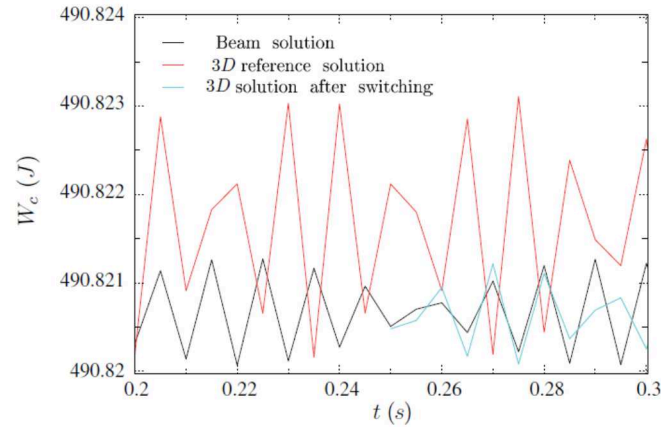 490.824
Beam solution
3D reference solution
3D solution after switching
490.823
490.822
490.821
490.82
W_c (J)
0.2 0.22 0.24 0.26 0.28 0.3
t (s)